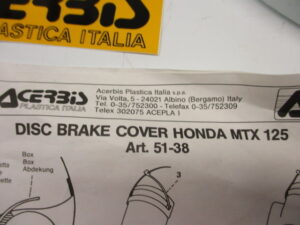 ACERBIS
PLASTICA ITALIA
ACERBIS
PLASTICA ITALIA
Acerbis Plastica Italia s.p.a.
Via Volta, 5 - 24021 Albino (Bergamo) Italy
Tel. 0-35/752300 - Telefax 0-35/752309
Telex 302075 ACEPLA I
DISC BRAKE COVER HONDA MTX 125
Art. 51-38
Box
Box
Abdekung
3